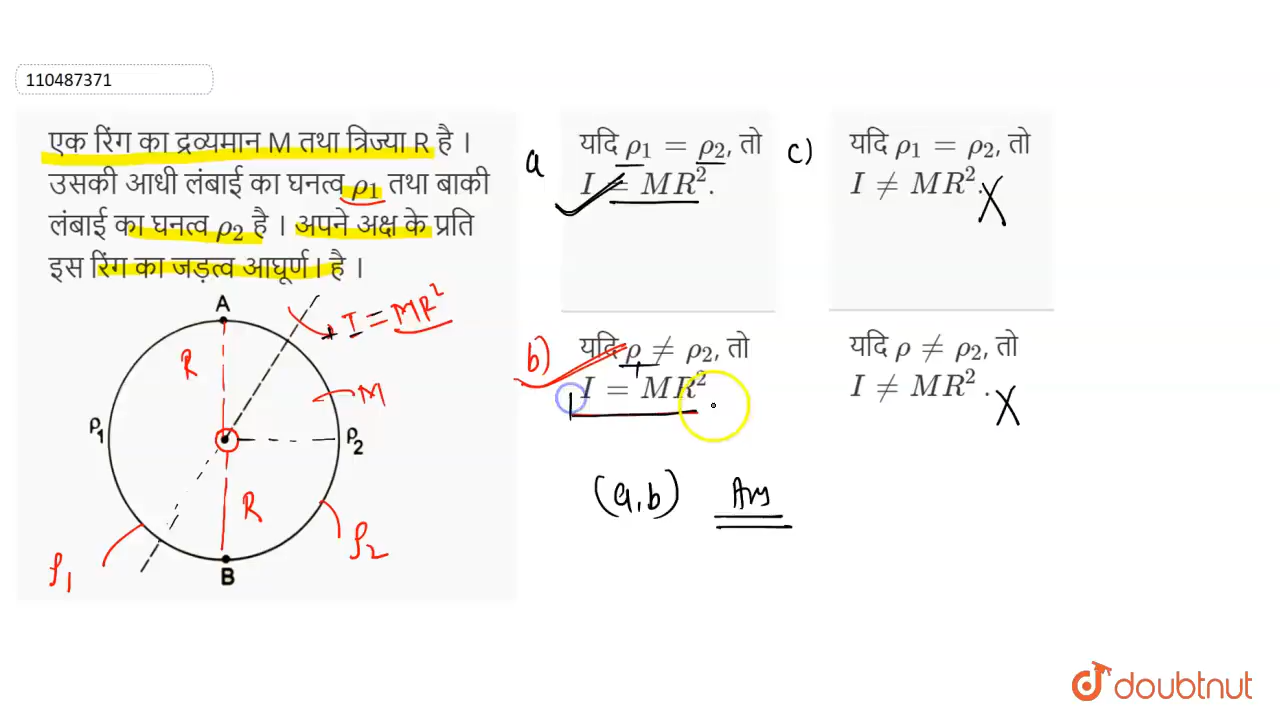 110487371
एक रिंग का द्रव्यमान M तथा त्रिज्या R है ।
उसकी आधी लंबाई का घनत्व ρ₁ तथा बाकी
लंबाई का घनत्व ρ₂ है । अपने अक्ष के प्रति
इस रिंग का जड़त्व आघूर्ण । है ।
A
I = MR²
R
M
ρ₁
ρ₂
R
ρ₁
ρ₂
B
a
यदि ρ₁ = ρ₂, तो
I = MR².
b)
यदि ρ₁ ≠ ρ₂, तो
I = MR²
c)
यदि ρ₁ = ρ₂, तो
I ≠ MR².
X
यदि ρ ≠ ρ₂, तो
I ≠ MR² .
X
(a,b) Ans
doubtnut